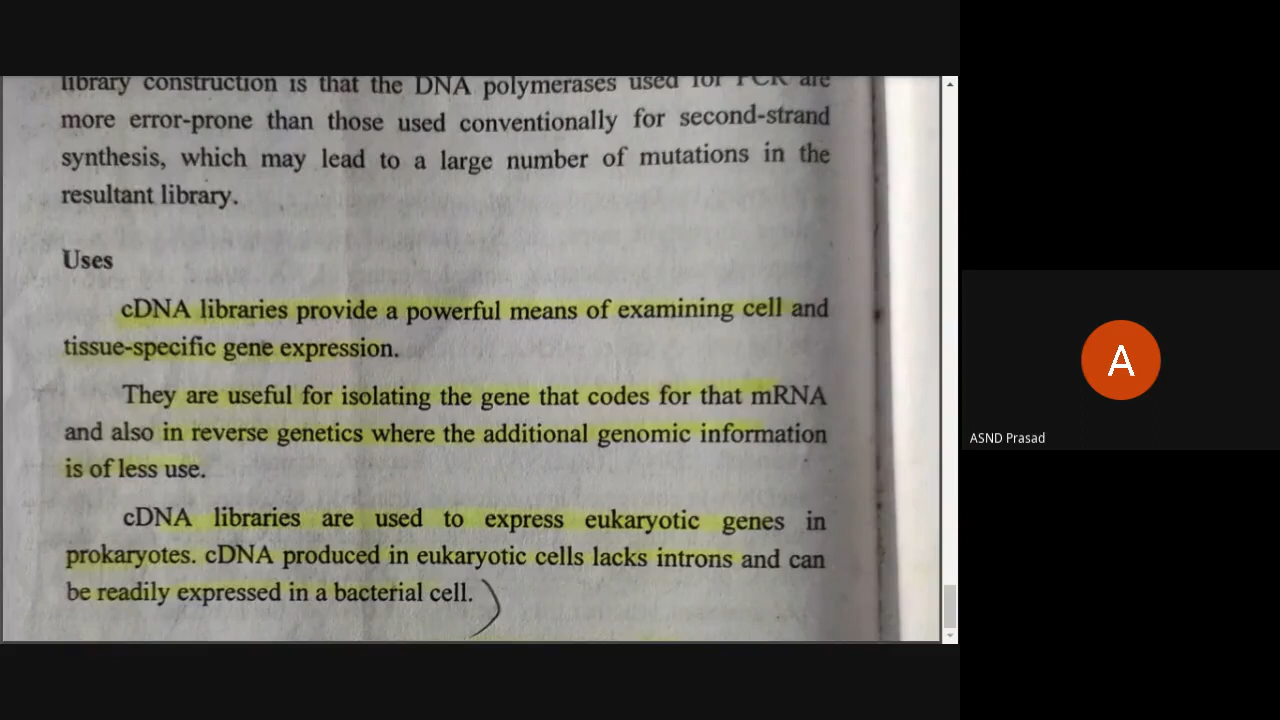 library construction is that the DNA polymerases used for PCR are
more error-prone than those used conventionally for second-strand
synthesis, which may lead to a large number of mutations in the
resultant library.
Uses
cDNA libraries provide a powerful means of examining cell and
tissue-specific gene expression.
They are useful for isolating the gene that codes for that mRNA
and also in reverse genetics where the additional genomic information
is of less use.
cDNA libraries are used to express eukaryotic genes in
prokaryotes. cDNA produced in eukaryotic cells lacks introns and can
be readily expressed in a bacterial cell.
A
ASND Prasad